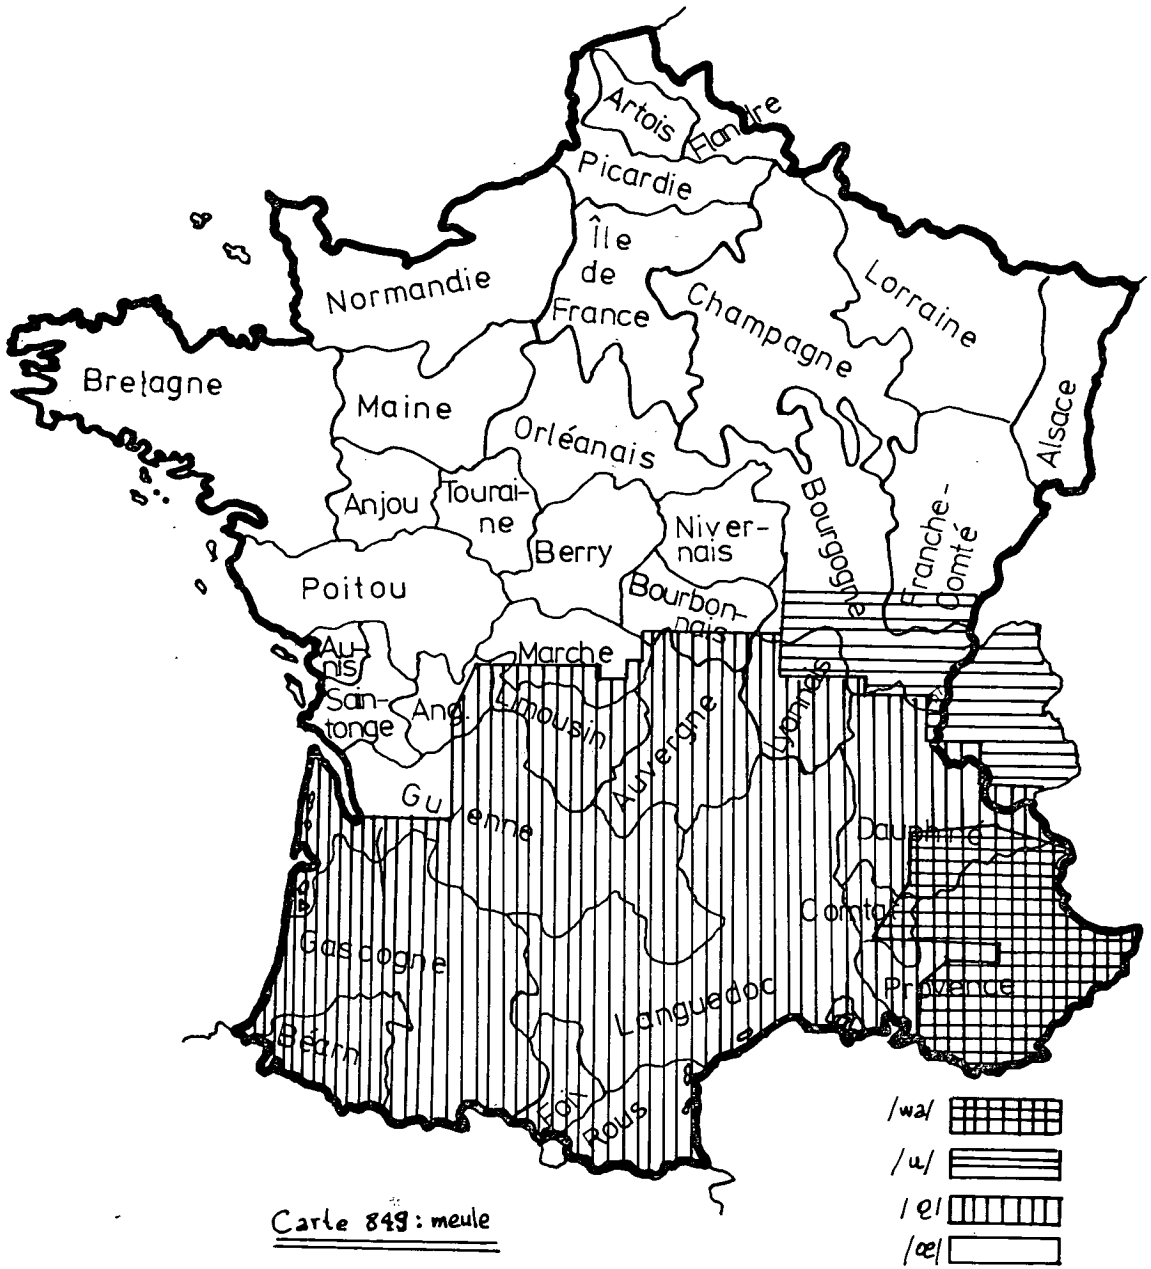 Artois
Flandre
Picardie
Île
de
France
Normandie
Champagne
Lorraine
Alsace
Bretagne
Maine
Orléanais
Anjou
Tourai-
ne
Berry
Niver-
nais
Bourgogne
Franche-
Comté
Poitou
Bourbon-
nais
Marche
Au-
nis
Sain-
tonge
Ang.
Limousin
Auvergne
Lyonnais
Guyenne
Dauphiné
Comtat
Gascogne
Languedoc
Provence
Béarn
Foix
Rous
/wa/
/u/
/œ/
Carte 849 : meule